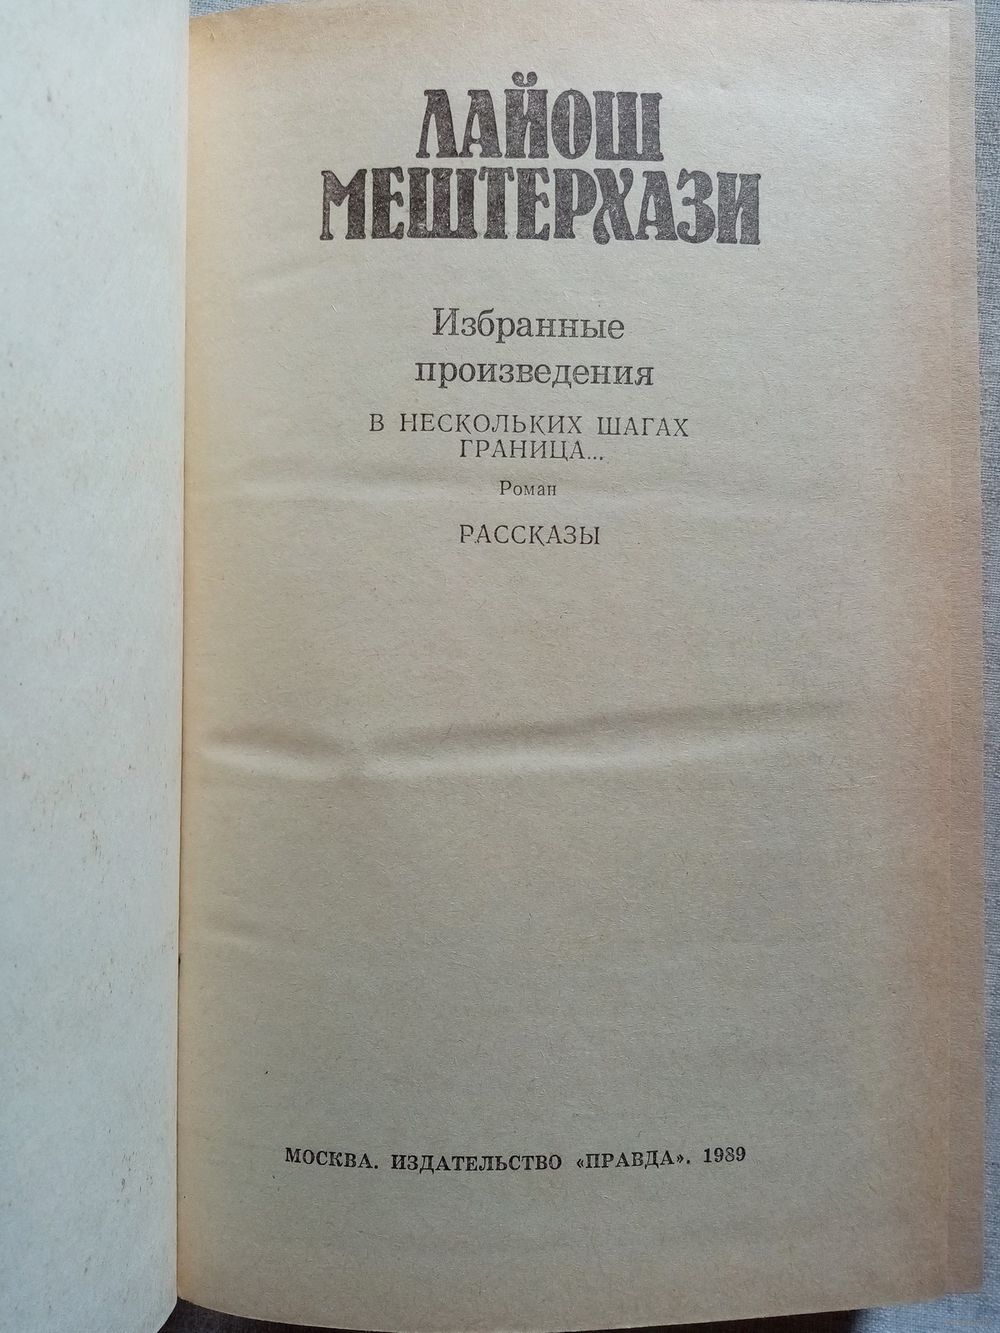 ЛАЙОШ
МЕШТЕРХАЗИ
Избранные
произведения
В НЕСКОЛЬКИХ ШАГАХ
ГРАНИЦА...
Роман
РАССКАЗЫ
МОСКВА. ИЗДАТЕЛЬСТВО «ПРАВДА». 1989